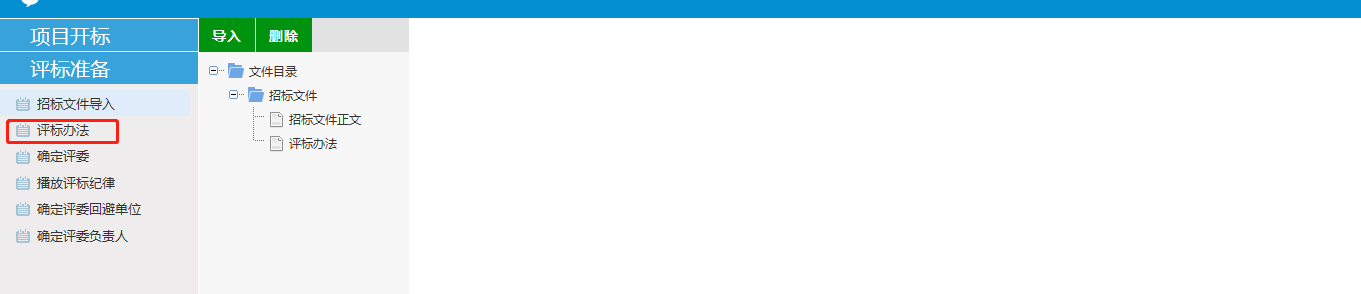 项目开标
评标准备
招标文件导入
评标办法
确定评委
播放评标纪律
确定评委回避单位
确定评委负责人
导入 删除
文件目录
招标文件
招标文件正文
评标办法